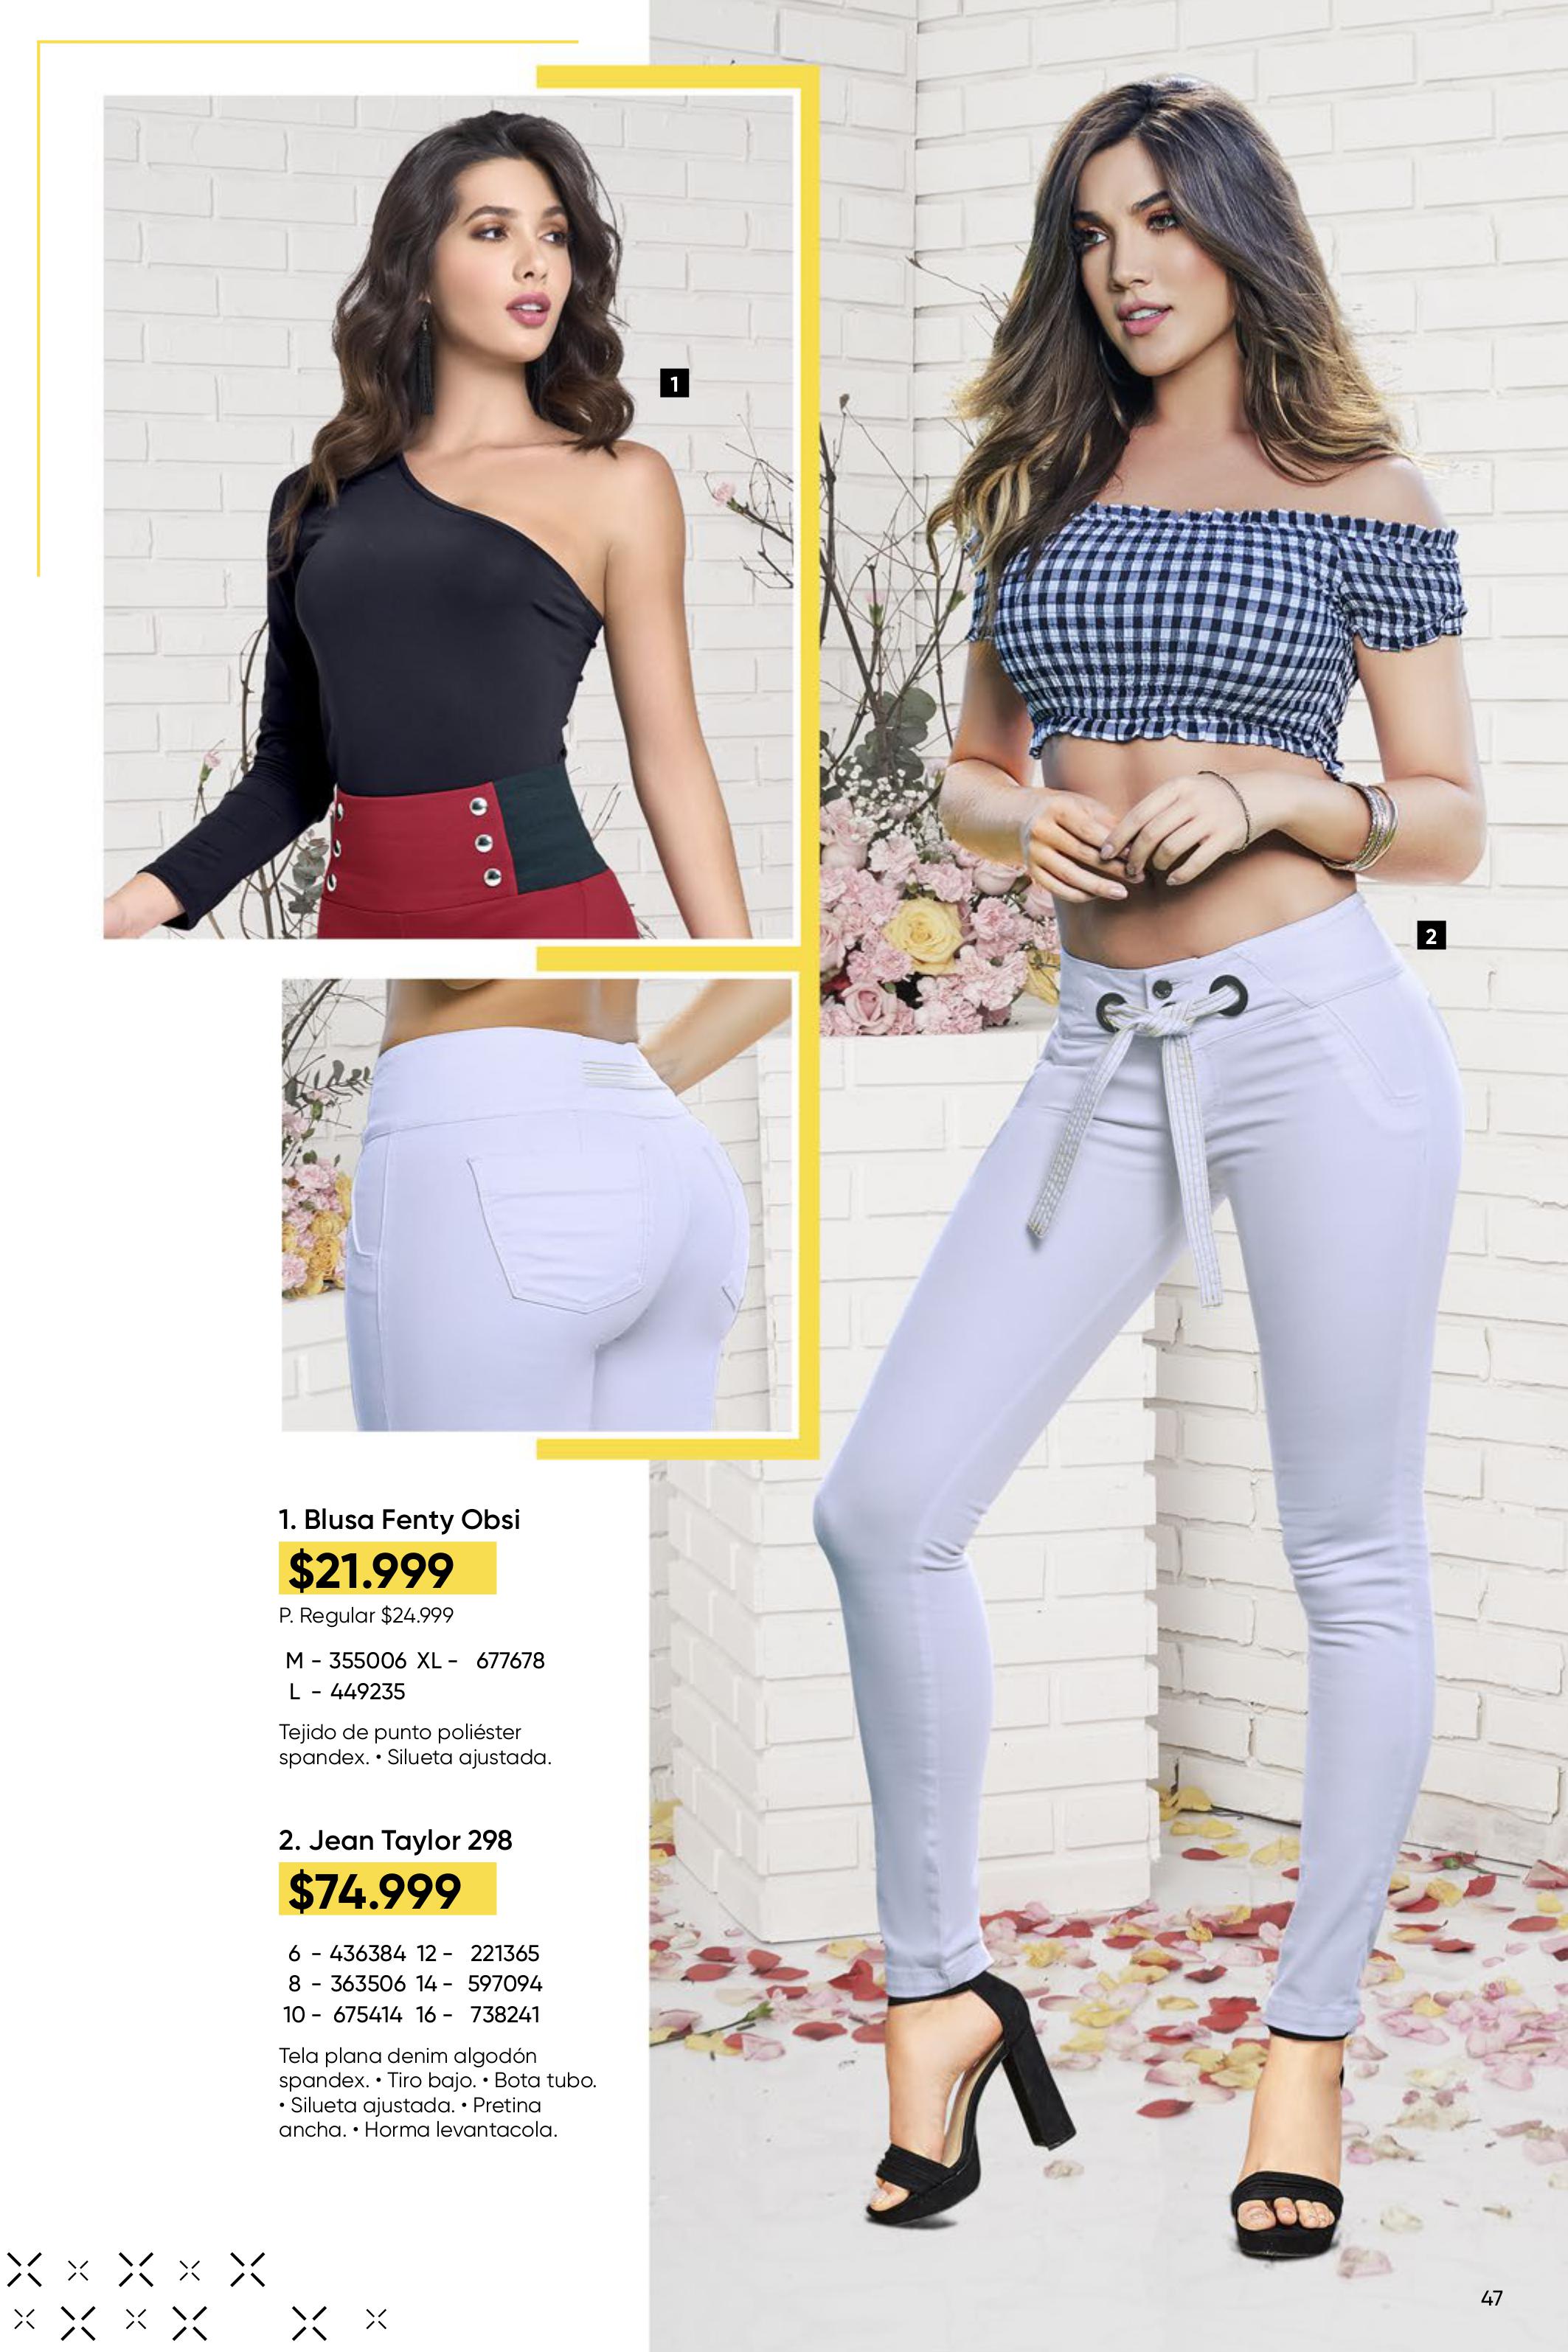 1
2
1. Blusa Fenty Obsi
$21.999
P. Regular $24.999
M - 355006 XL - 677678
L - 449235
Tejido de punto poliéster
spandex. • Silueta ajustada.
2. Jean Taylor 298
$74.999
6 - 436384 12 - 221365
8 - 363506 14 - 597094
10 - 675414 16 - 738241
Tela plana denim algodón
spandex. • Tiro bajo. • Bota tubo.
• Silueta ajustada. • Pretina
ancha. • Horma levantacola.
47